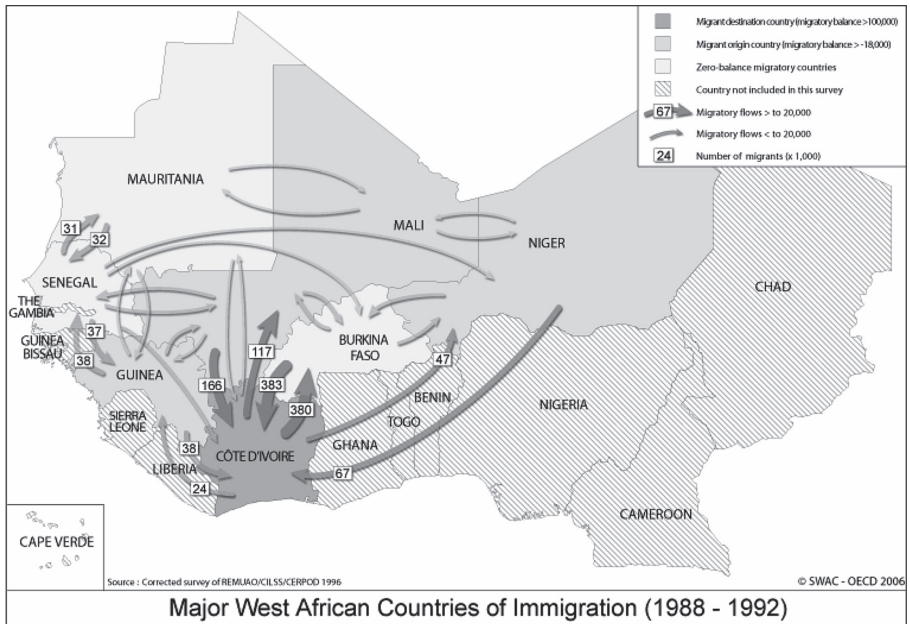 Migrant destination country (migratory balance >100,000)
Migrant origin country (migratory balance > -18,000)
Zero-balance migratory countries
Country not included in this survey
67 Migratory flows > to 20,000
Migratory flows < to 20,000
24 Number of migrants (x 1,000)
MAURITANIA
MALI
NIGER
CHAD
31
32
SENEGAL
THE
GAMBIA
GUINEA
BISSAU
37
38
GUINEA
BURKINA
FASO
117
166
383
380
47
BENIN
TOGO
NIGERIA
GHANA
SIERRA
LEONE
CÔTE D'IVOIRE
38
LIBERIA
24
67
CAMEROON
CAPE VERDE
Source : Corrected survey of REMUAO/CILSS/CERPOD 1996
© SWAC - OECD 2006
Major West African Countries of Immigration (1988 - 1992)